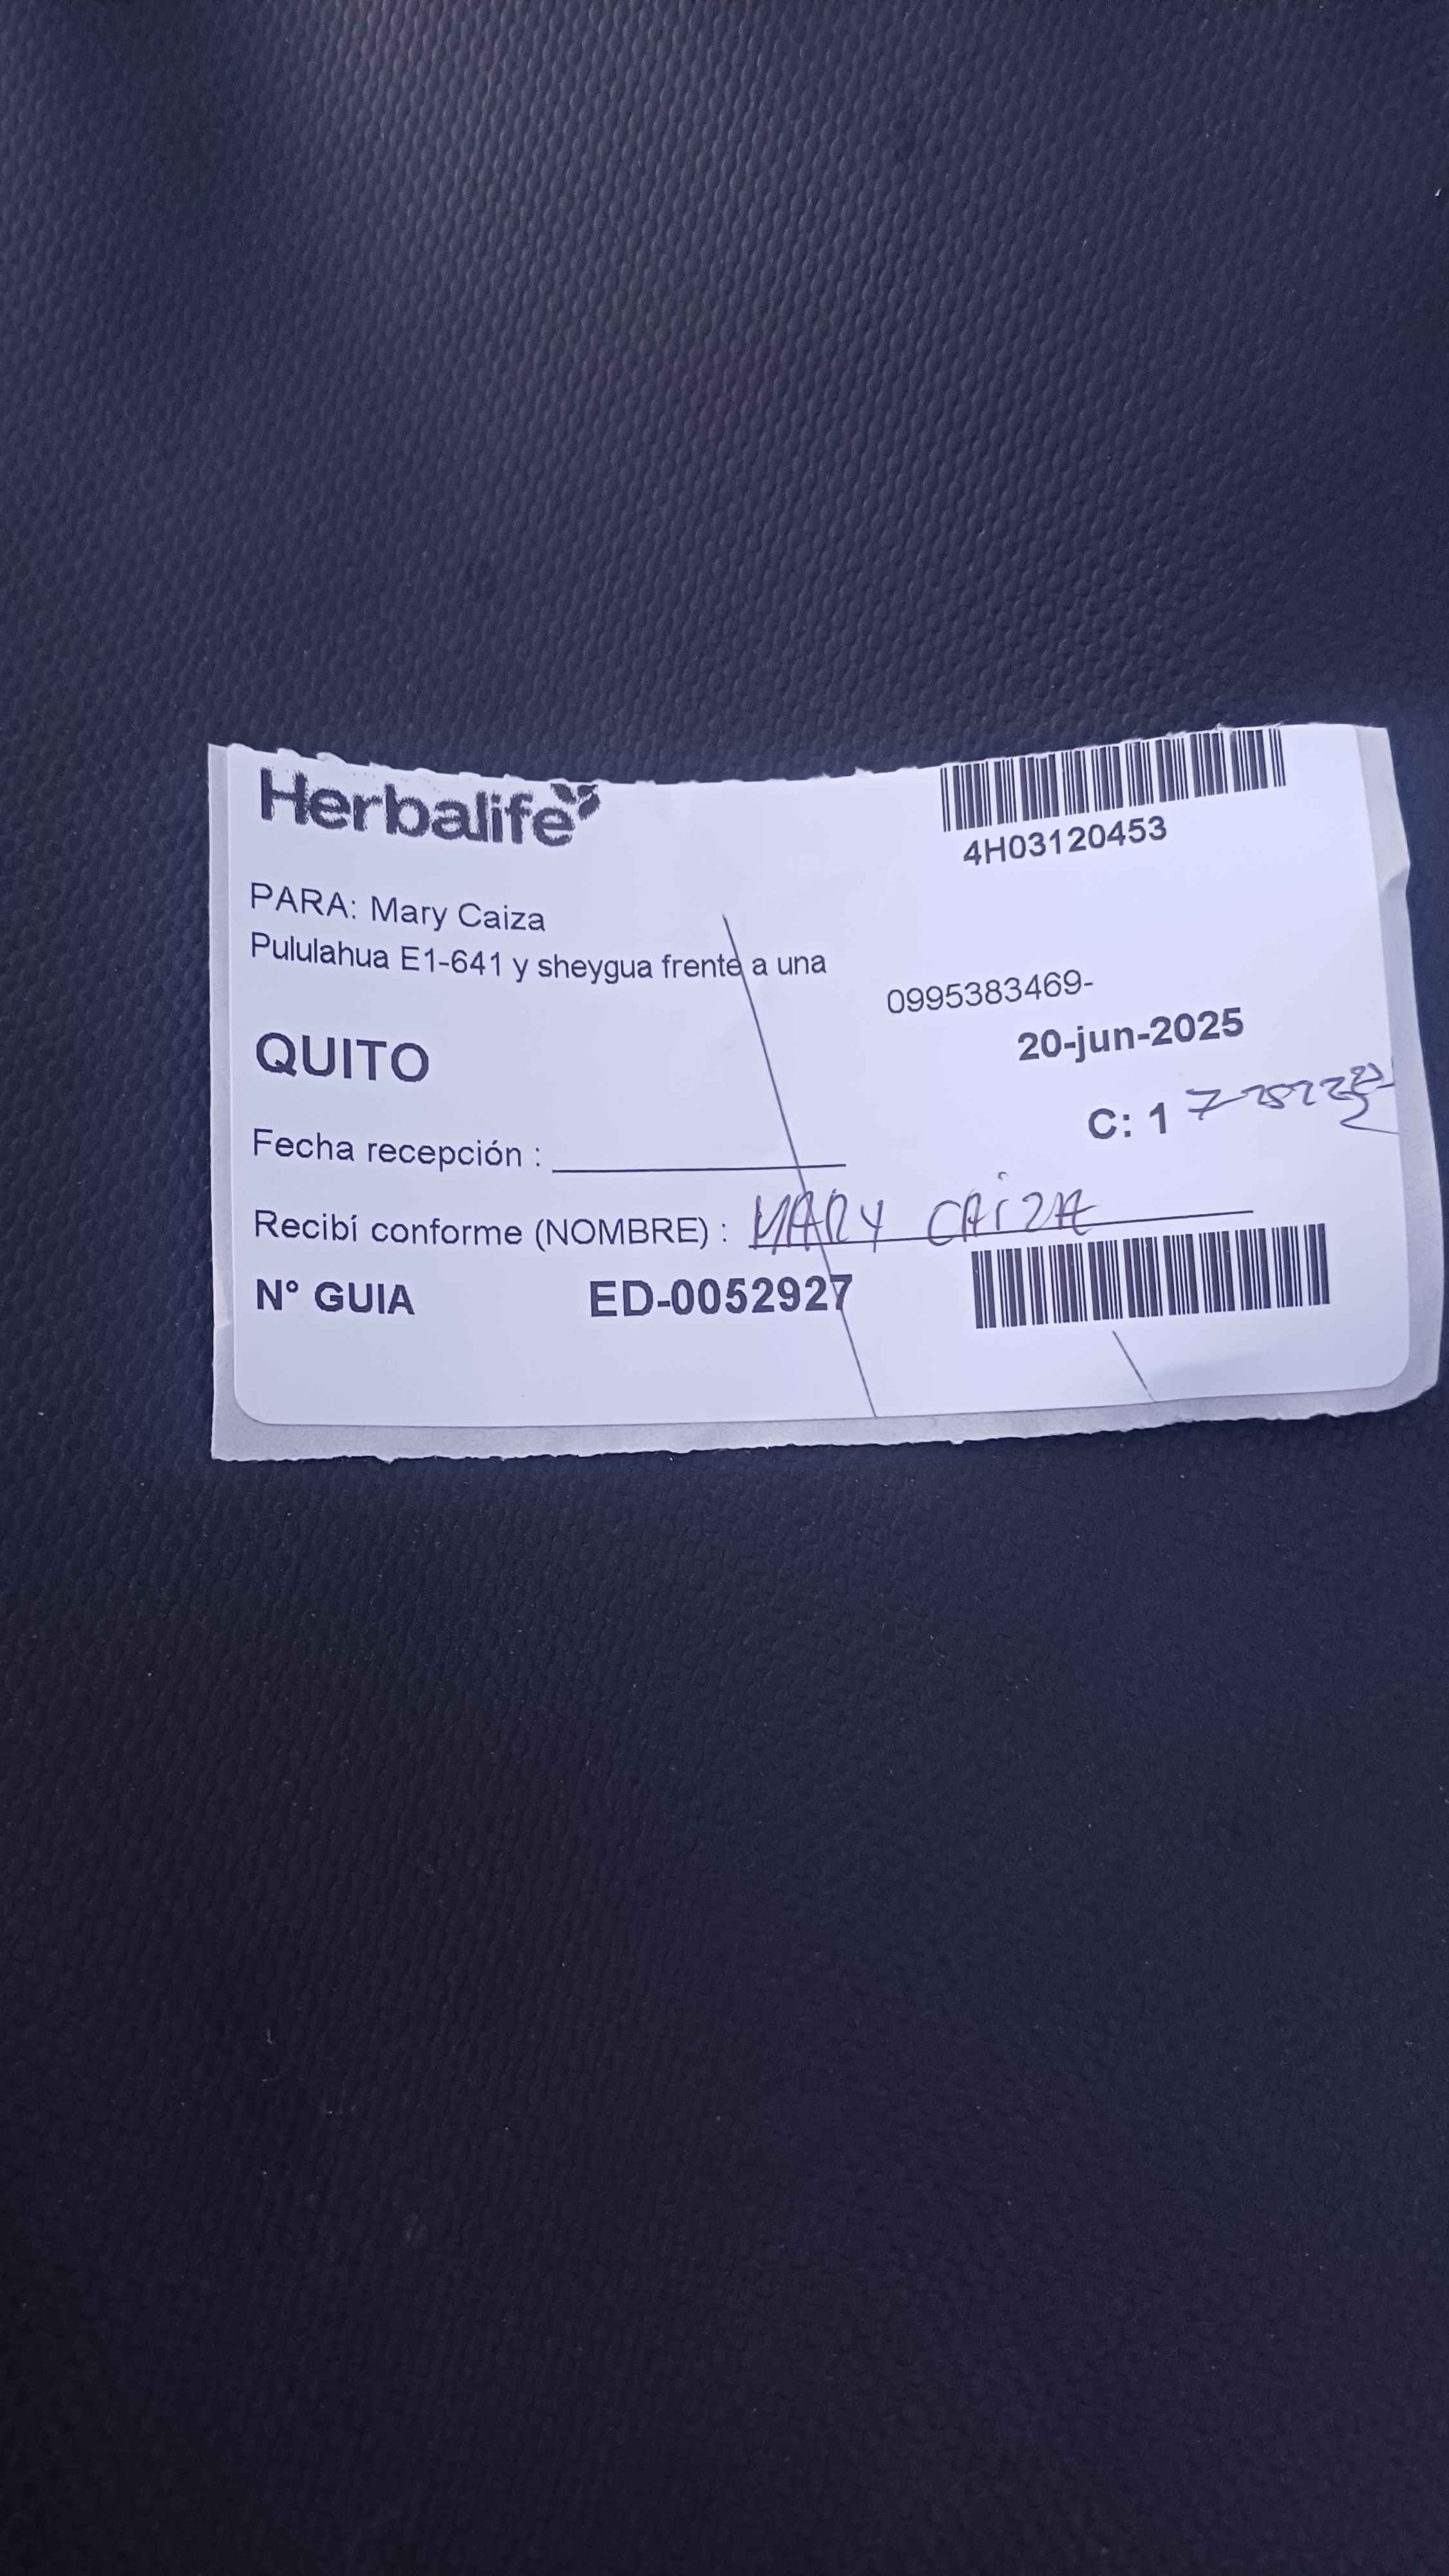 Herbalife
4H03120453
PARA: Mary Caiza
Pululahua E1-641 y sheygua frente a una
0995383469-
20-jun-2025
QUITO
C: 1
Fecha recepción :
Recibí conforme (NOMBRE) : MARY CAIZA
N° GUIA ED-0052927